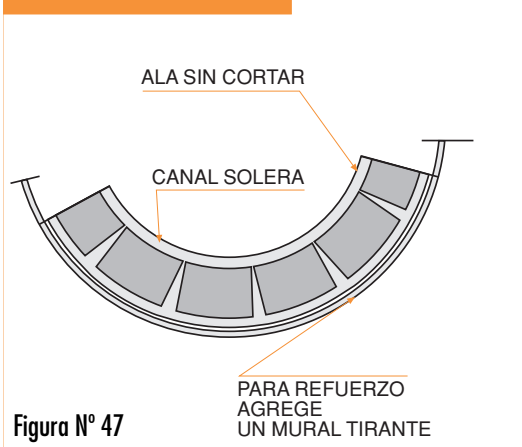 ALA SIN CORTAR
CANAL SOLERA
PARA REFUERZO
AGREGE
UN MURAL TIRANTE
Figura Nº 47